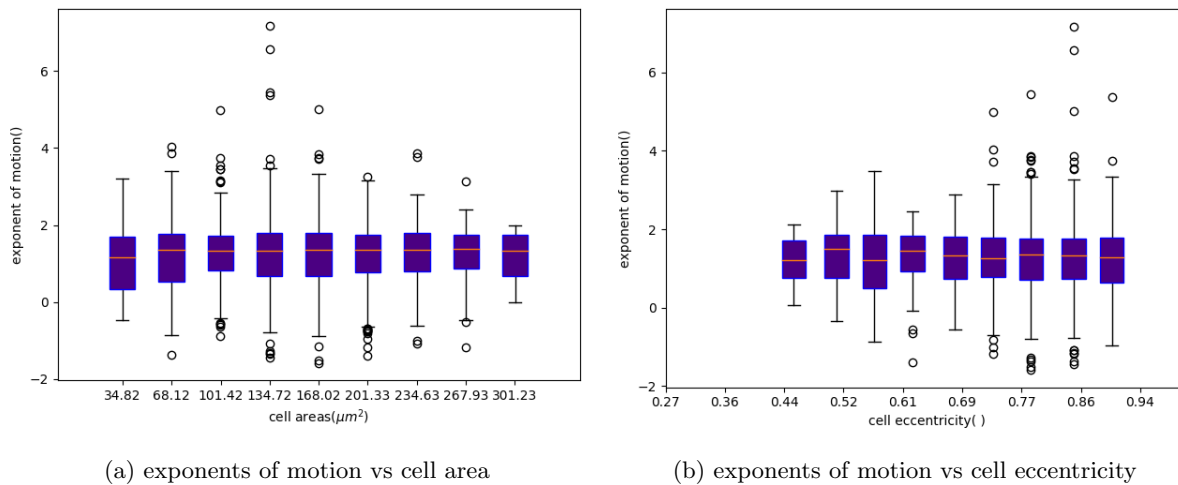 6
4
2
0
−2
exponent of motion()
34.82 68.12 101.42 134.72 168.02 201.33 234.63 267.93 301.23
cell areas(μm²)
(a) exponents of motion vs cell area
6
4
2
0
−2
exponent of motion()
0.27 0.36 0.44 0.52 0.61 0.69 0.77 0.86 0.94
cell eccentricity( )
(b) exponents of motion vs cell eccentricity